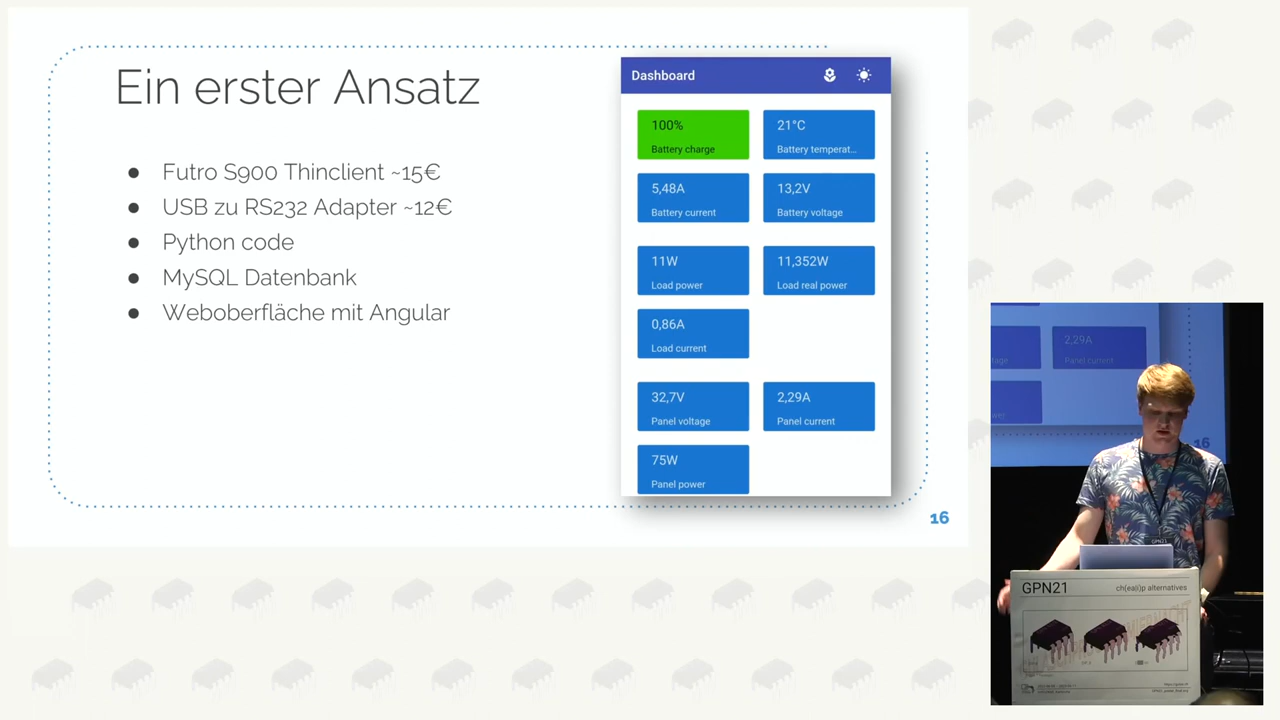 Ein erster Ansatz
● Futro S900 Thinclient ~15€
● USB zu RS232 Adapter ~12€
● Python code
● MySQL Datenbank
● Weboberfläche mit Angular
Dashboard
100%
Battery charge
21°C
Battery temperat...
5,48A
Battery current
13,2V
Battery voltage
11W
Load power
11,352W
Load real power
0,86A
Load current
32,7V
Panel voltage
2,29A
Panel current
75W
Panel power
16
2,29A
Panel current
16
GPN21
GPN21
ch(ea|i)p alternatives